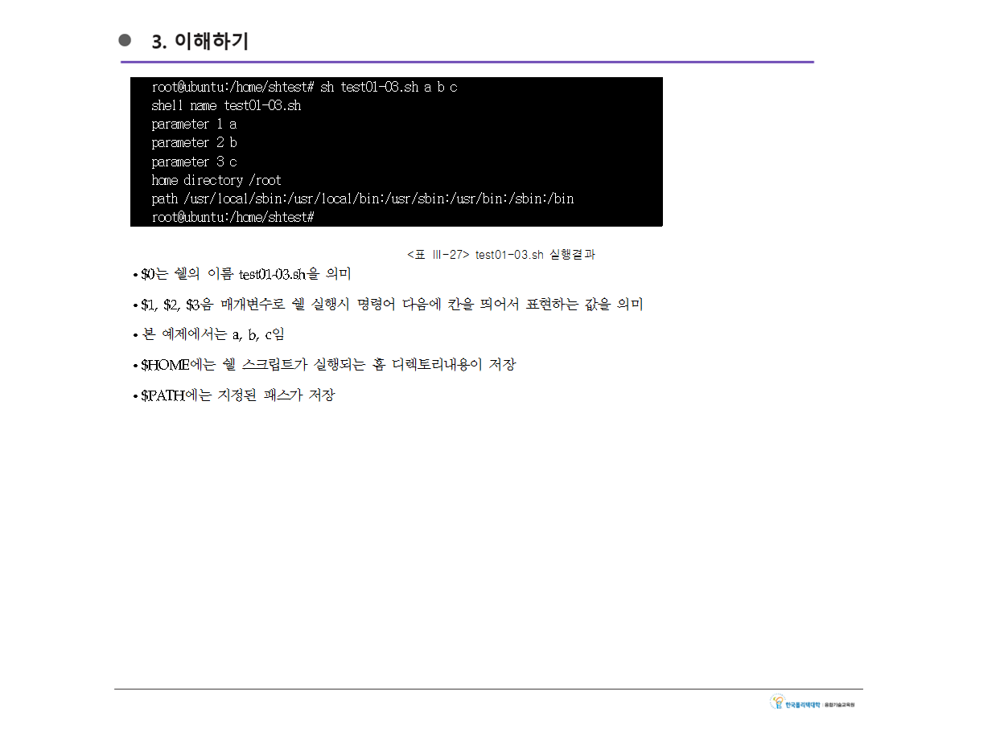 ● 3. 이해하기
root@ubuntu:/home/shtest# sh test01-03.sh a b c
shell name test01-03.sh
parameter 1 a
parameter 2 b
parameter 3 c
home directory /root
path /usr/local/sbin:/usr/local/bin:/usr/sbin:/usr/bin:/sbin:/bin
root@ubuntu:/home/shtest#
<표 III-27> test01-03.sh 실행결과
• $0는 쉘의 이름 test01-03.sh을 의미
• $1, $2, $3음 매개변수로 쉘 실행시 명령어 다음에 칸을 띄어서 표현하는 값을 의미
• 본 예제에서는 a, b, c임
• $HOME에는 쉘 스크립트가 실행되는 홈 디렉토리내용이 저장
• $PATH에는 지정된 패스가 저장
한국폴리텍대학 | 융합기술교육원